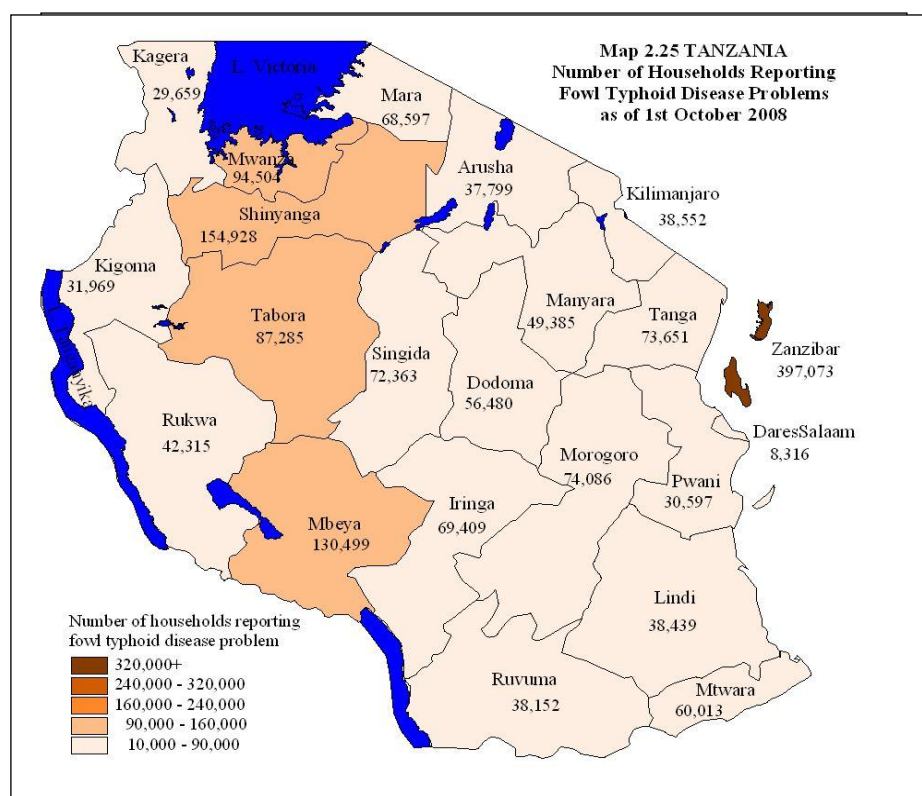 Map 2.25 TANZANIA
Number of Households Reporting
Fowl Typhoid Disease Problems
as of 1st October 2008
Kagera
29,659
L. Victoria
Mara
68,597
Mwanza
94,504
Arusha
37,799
Kilimanjaro
38,552
Shinyanga
154,928
Kigoma
31,969
Tabora
87,285
Manyara
49,385
Tanga
73,651
Singida
72,363
Dodoma
56,480
Zanzibar
397,073
Rukwa
42,315
DaresSalaam
8,316
Morogoro
74,086
Pwani
30,597
Iringa
69,409
Mbeya
130,499
Lindi
38,439
Ruvuma
38,152
Mtwara
60,013
Number of households reporting
fowl typhoid disease problem
320,000+
240,000 - 320,000
160,000 - 240,000
90,000 - 160,000
10,000 - 90,000